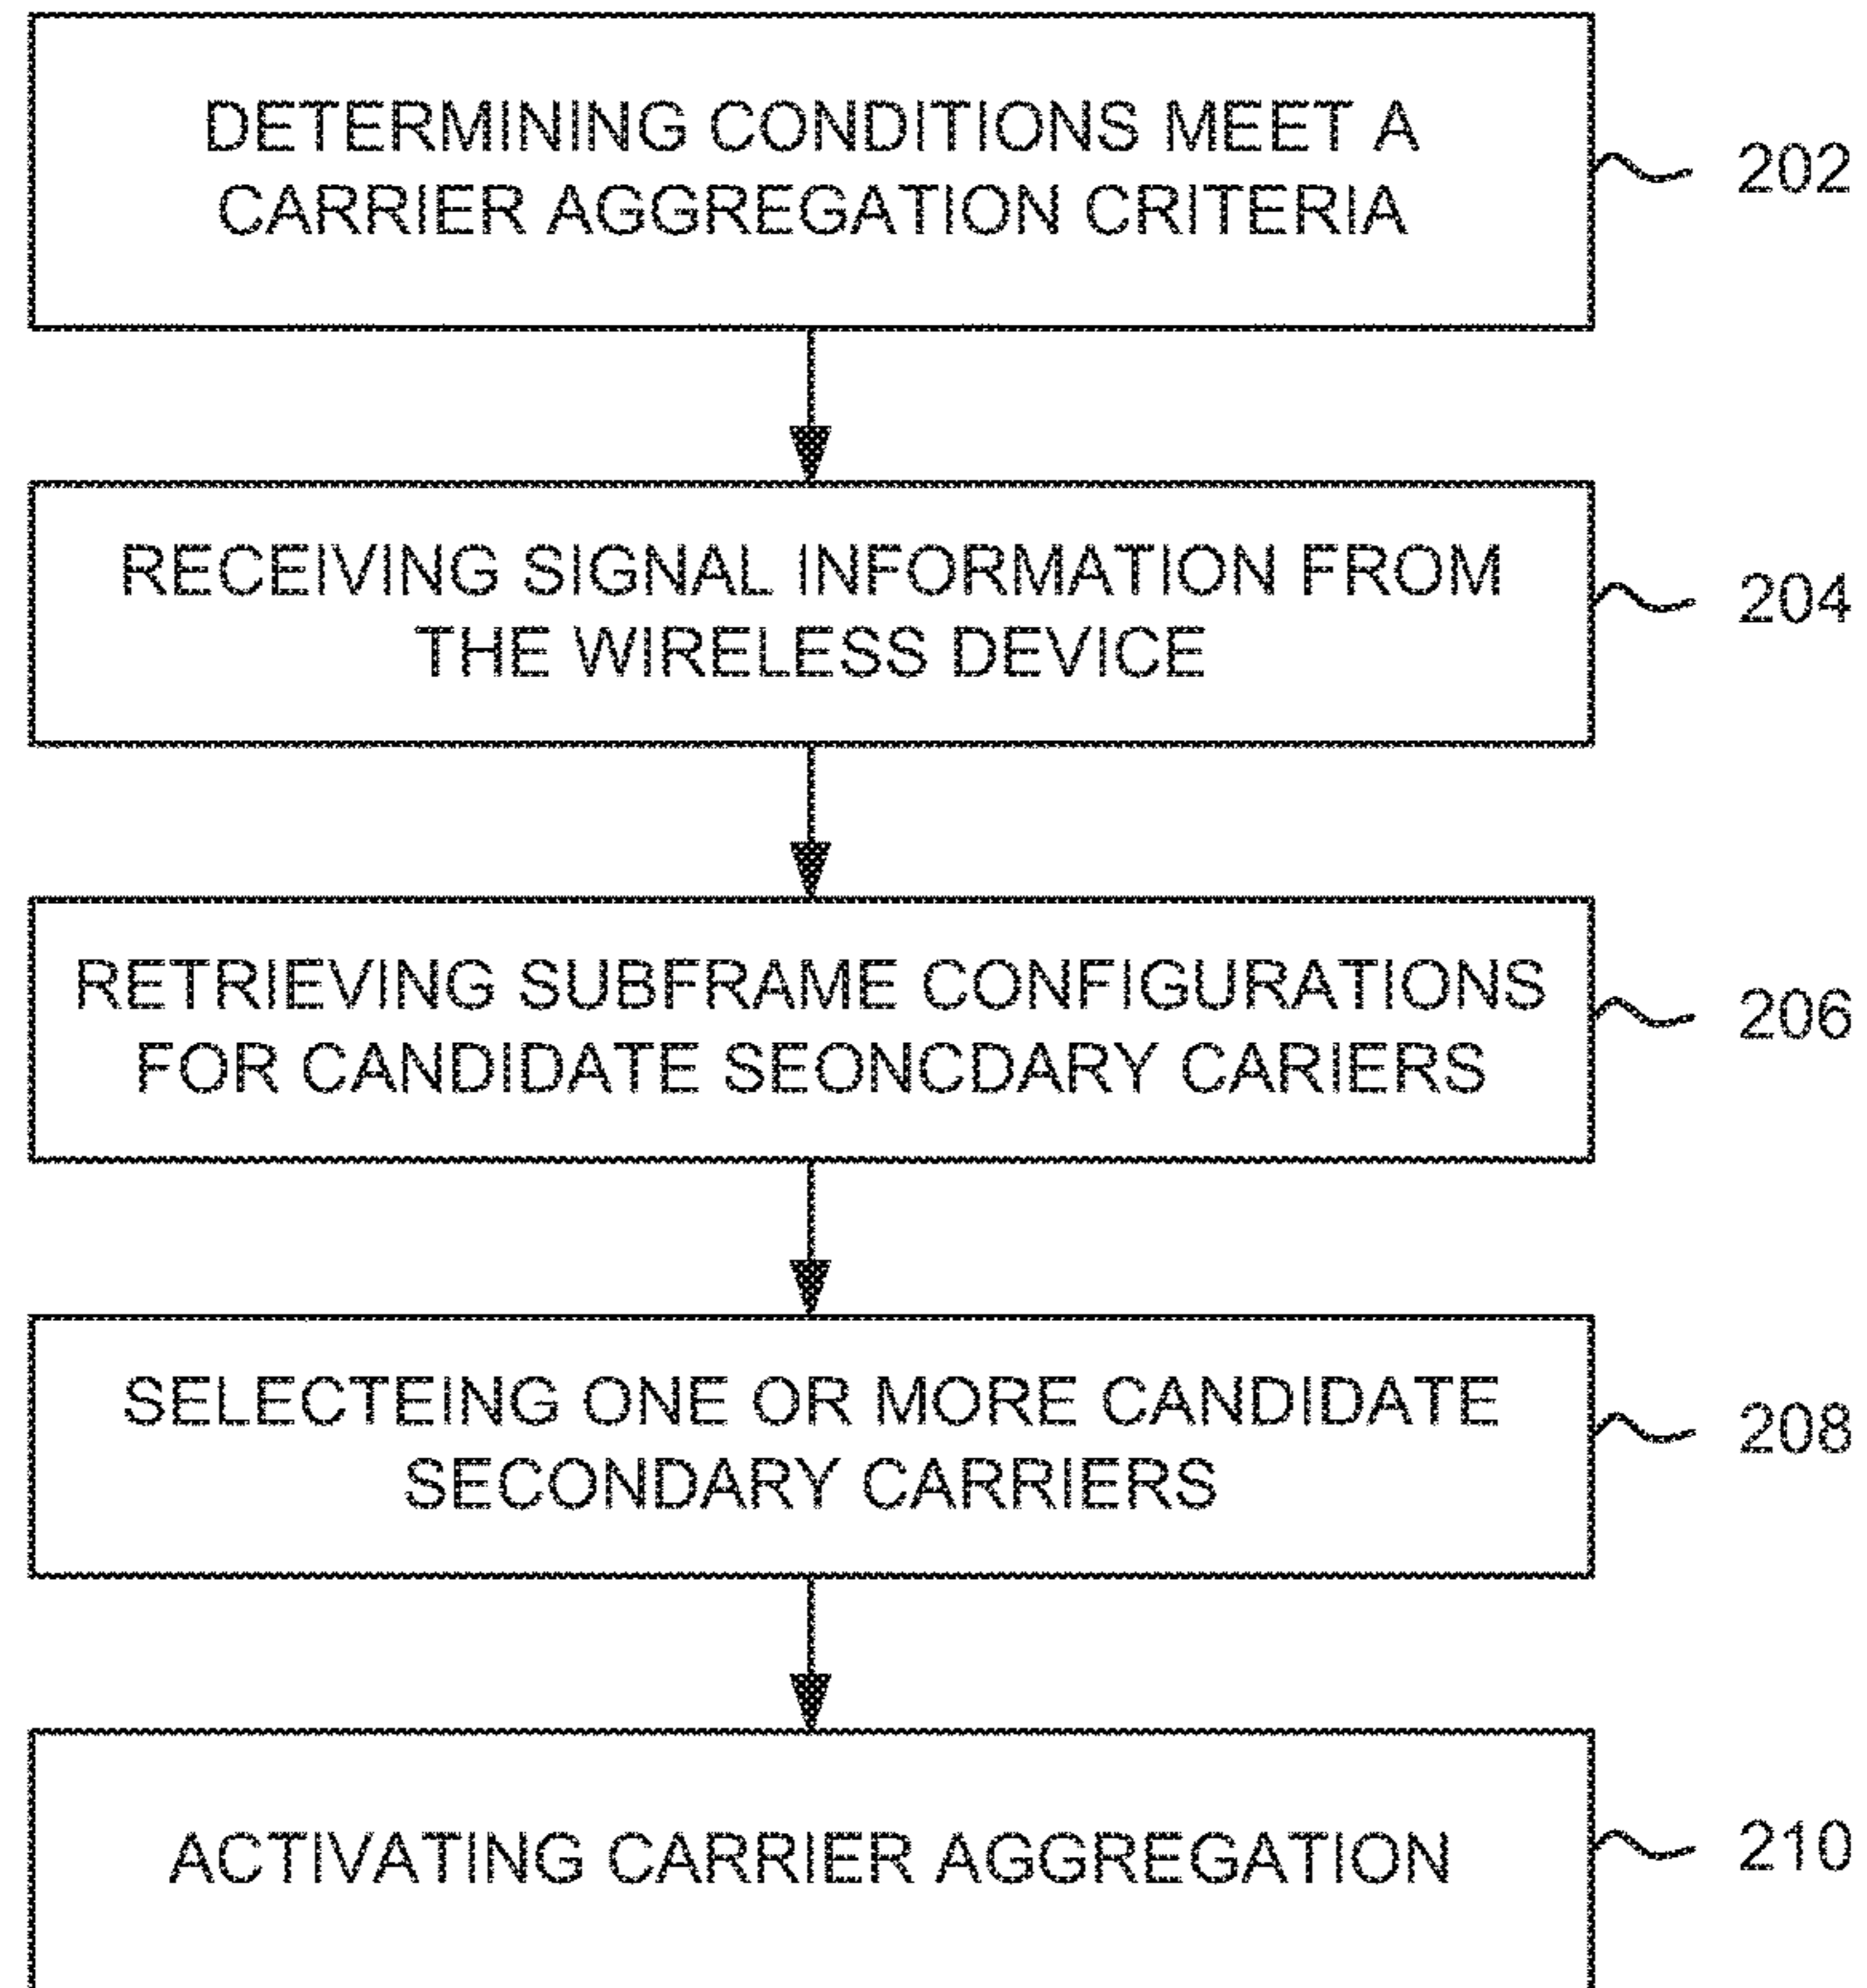 DETERMINING CONDITIONS MEET A
CARRIER AGGREGATION CRITERIA
202
RECEIVING SIGNAL INFORMATION FROM
THE WIRELESS DEVICE
204
RETRIEVING SUBFRAME CONFIGURATIONS
FOR CANDIDATE SEONCDARY CARIERS
206
SELECTEING ONE OR MORE CANDIDATE
SECONDARY CARRIERS
208
ACTIVATING CARRIER AGGREGATION
210